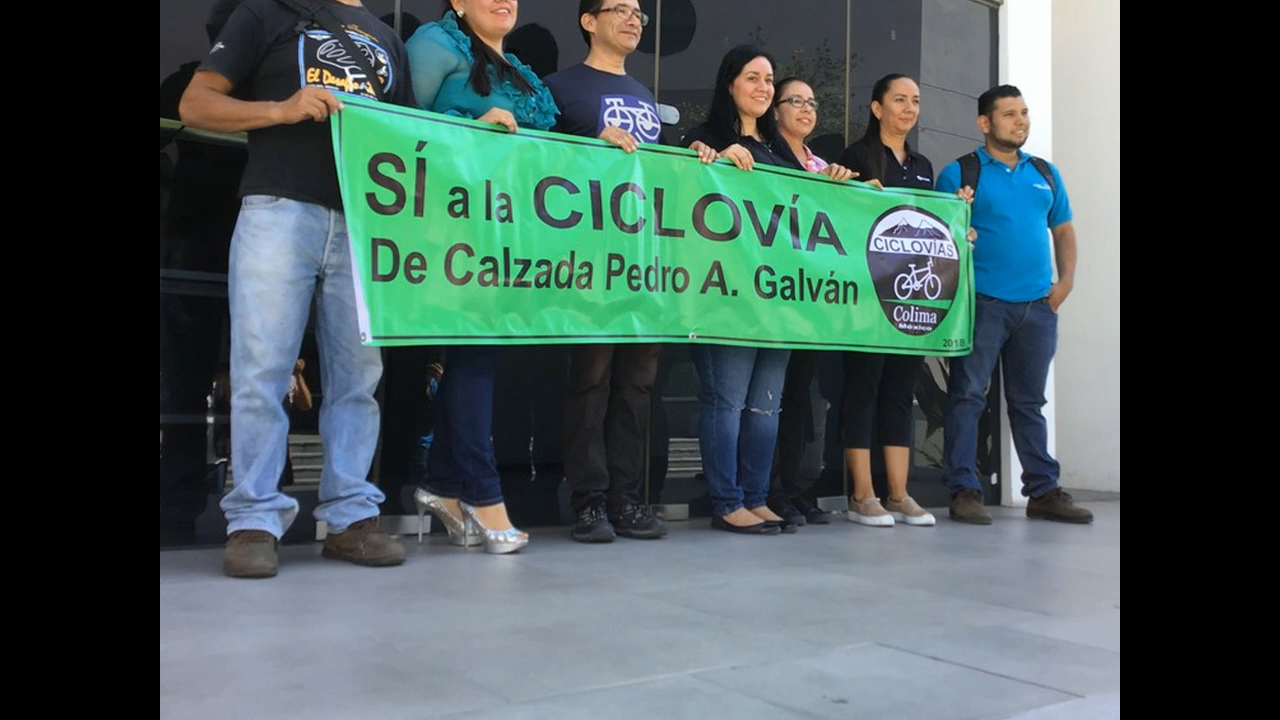 El Desafío
SÍ a la CICLOVÍA
De Calzada Pedro A. Galván
CICLOVÍAS
Colima
México
2018